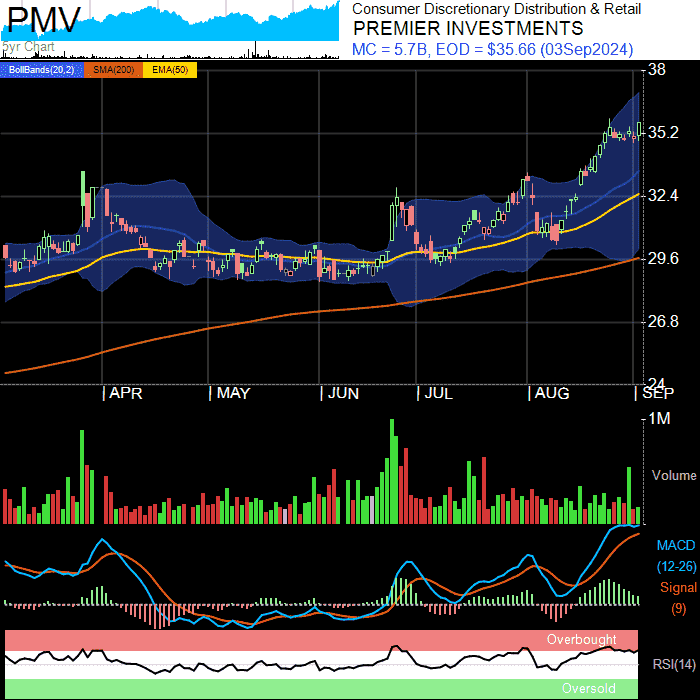 PMV
5yr Chart
Consumer Discretionary Distribution & Retail
PREMIER INVESTMENTS
MC = 5.7B, EOD = $35.66 (03Sep2024)
BollBands(20,2) SMA(200) EMA(50)
38
35.2
32.4
29.6
26.8
24
APR MAY JUN JUL AUG SEP
1M
Volume
MACD
(12-26)
Signal
(9)
Overbought
RSI(14)
Oversold